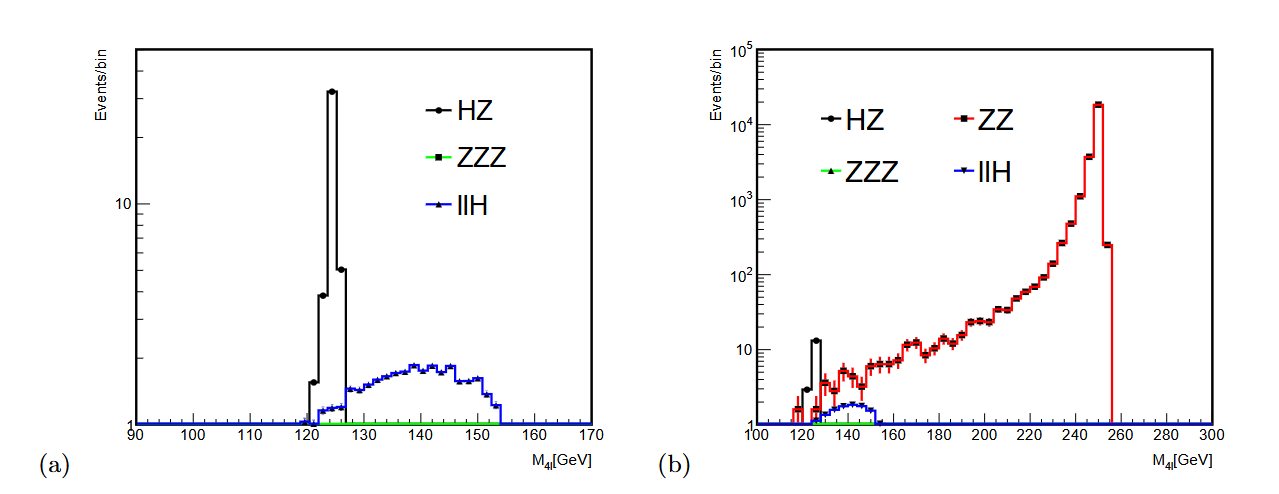 Events/bin
HZ
ZZZ
llH
10
1
90 100 110 120 130 140 150 160 170
M4l[GeV]
(a)
Events/bin
10^5
10^4
10^3
10^2
10
1
HZ ZZ
ZZZ llH
100 120 140 160 180 200 220 240 260 280 300
M4l[GeV]
(b)